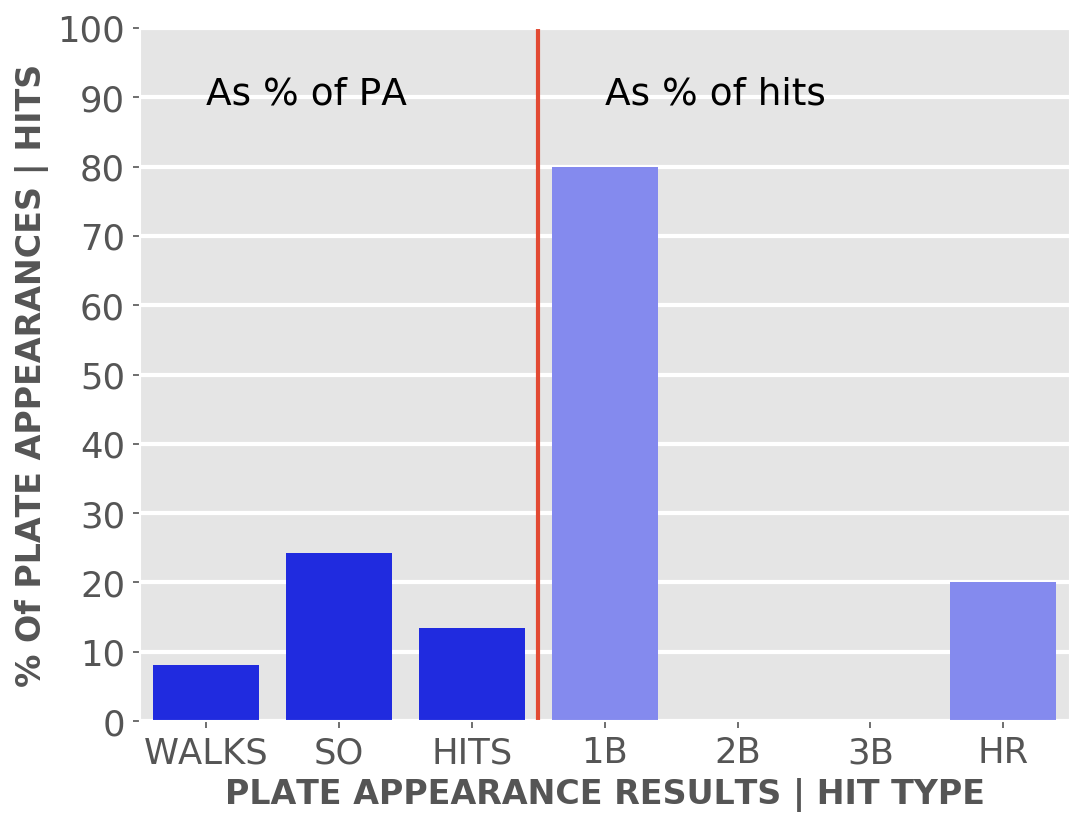 100
90
80
70
60
50
40
30
20
10
0
% Of PLATE APPEARANCES | HITS
As % of PA
As % of hits
WALKS SO HITS 1B 2B 3B HR
PLATE APPEARANCE RESULTS | HIT TYPE